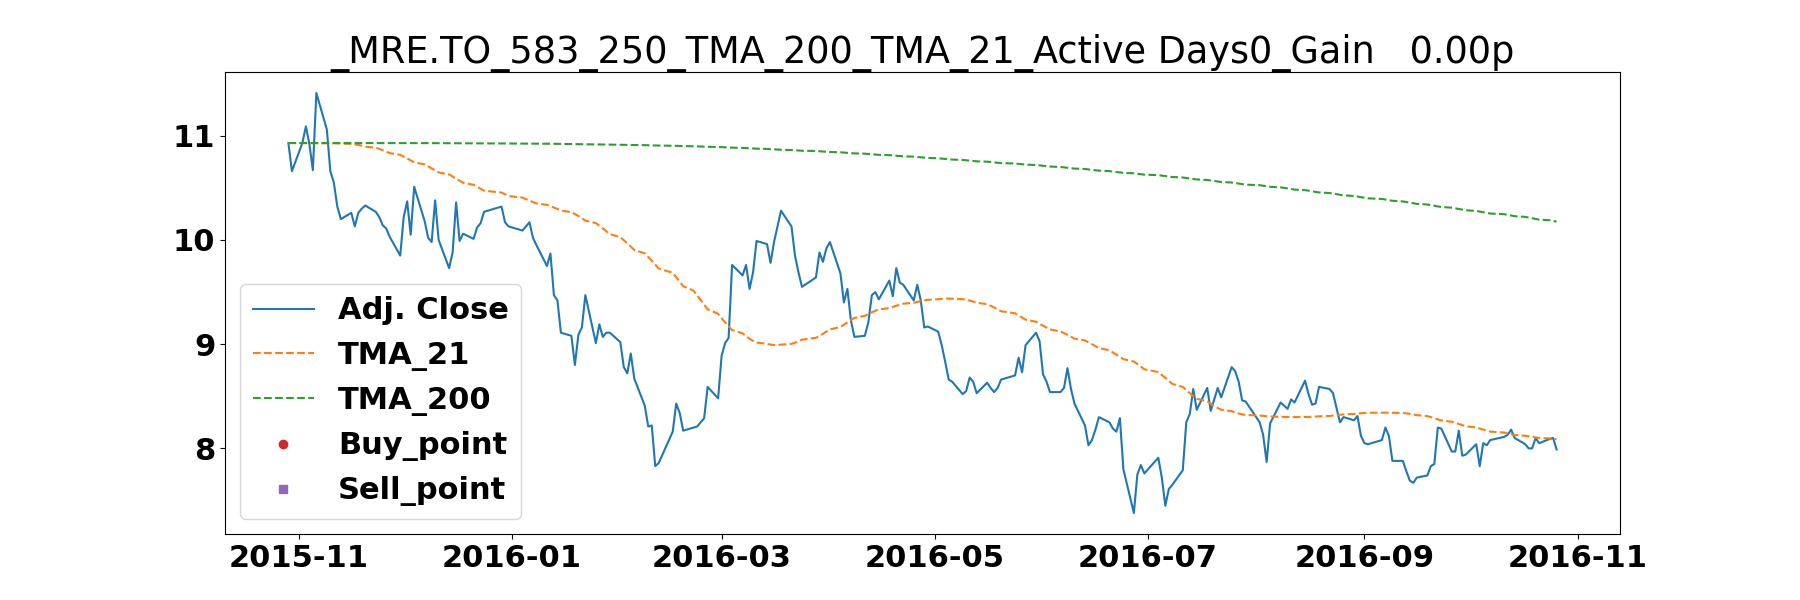 _MRE.TO_583_250_TMA_200_TMA_21_Active Days0_Gain   0.00p
11
10
9
8
Adj. Close
TMA_21
TMA_200
Buy_point
Sell_point
2015-11 2016-01 2016-03 2016-05 2016-07 2016-09 2016-11